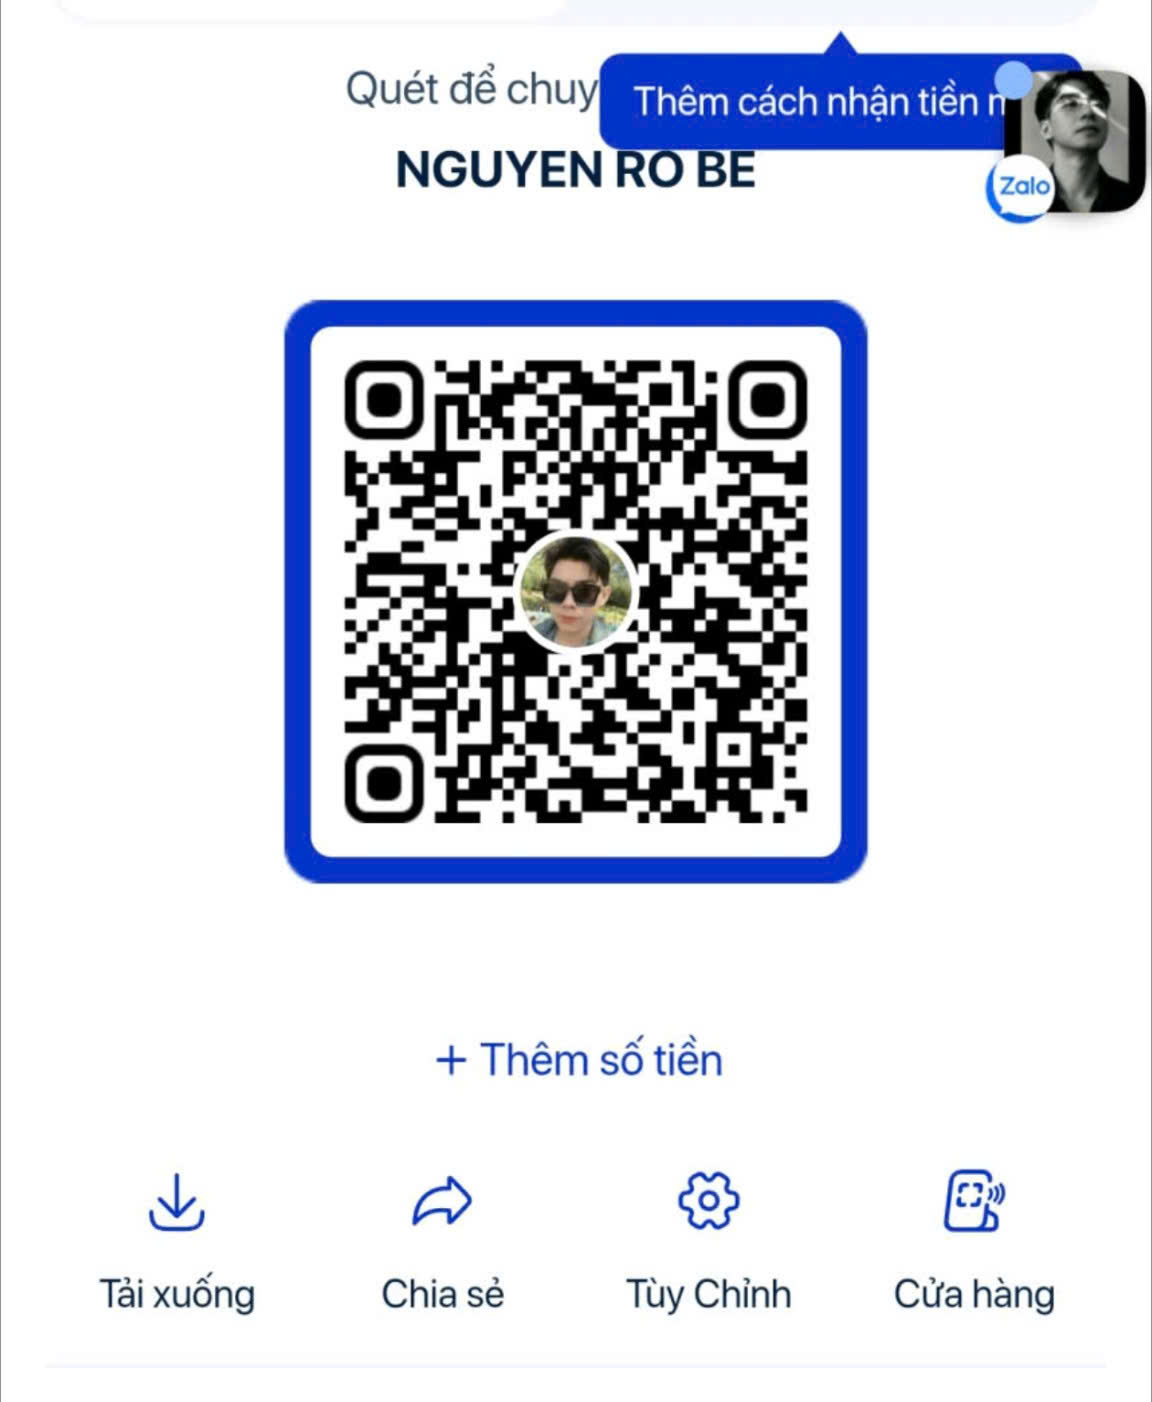 Quét để chuy
Thêm cách nhận tiền
NGUYEN RO BE
Zalo
+ Thêm số tiền
Tải xuống
Chia sẻ
Tùy Chỉnh
Cửa hàng